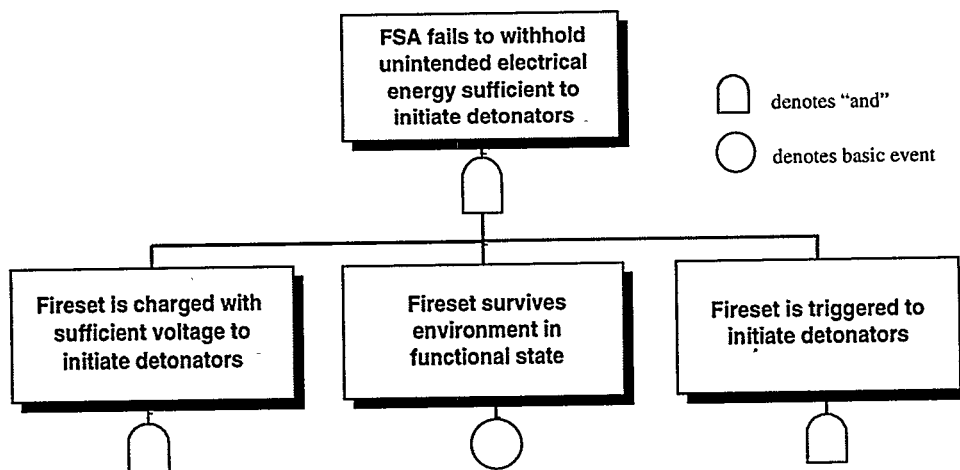 FSA fails to withhold
unintended electrical
energy sufficient to
initiate detonators
denotes “and”
denotes basic event
Fireset is charged with
sufficient voltage to
initiate detonators
Fireset survives
environment in
functional state
Fireset is triggered to
initiate detonators